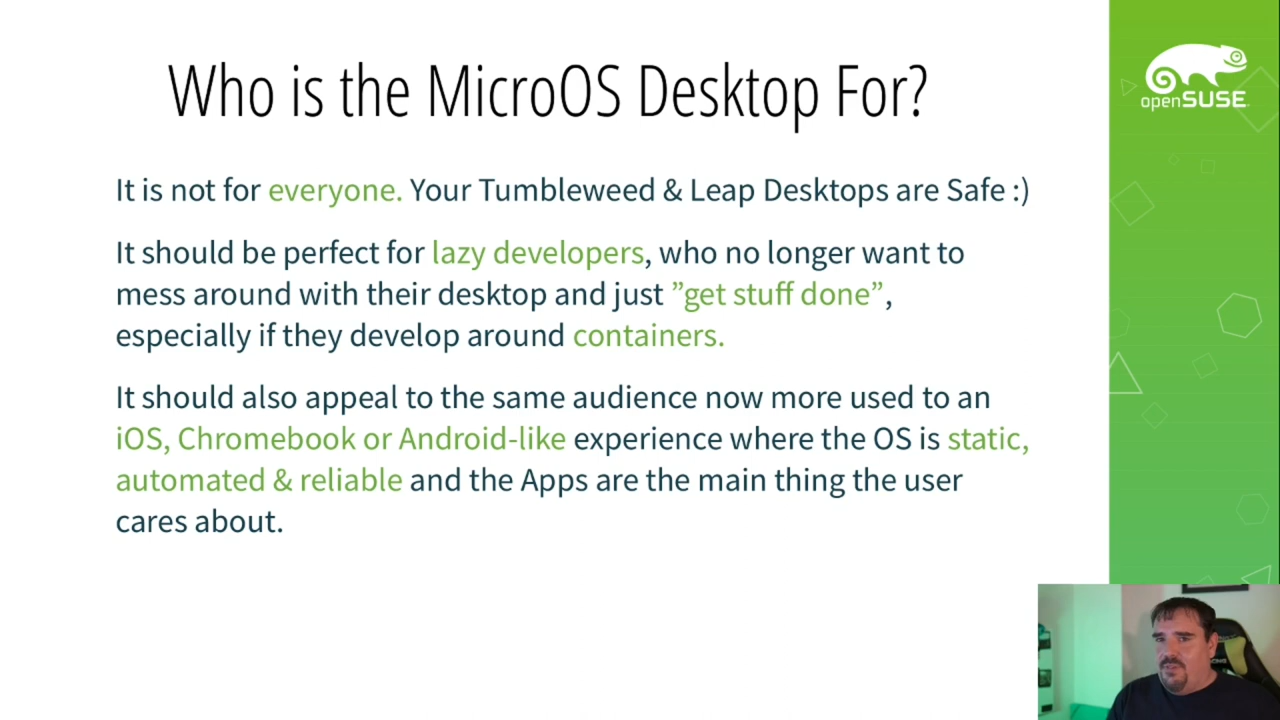 Who is the MicroOS Desktop For?
openSUSE
It is not for everyone. Your Tumbleweed & Leap Desktops are Safe :)
It should be perfect for lazy developers, who no longer want to
mess around with their desktop and just ”get stuff done”,
especially if they develop around containers.
It should also appeal to the same audience now more used to an
iOS, Chromebook or Android-like experience where the OS is static,
automated & reliable and the Apps are the main thing the user
cares about.